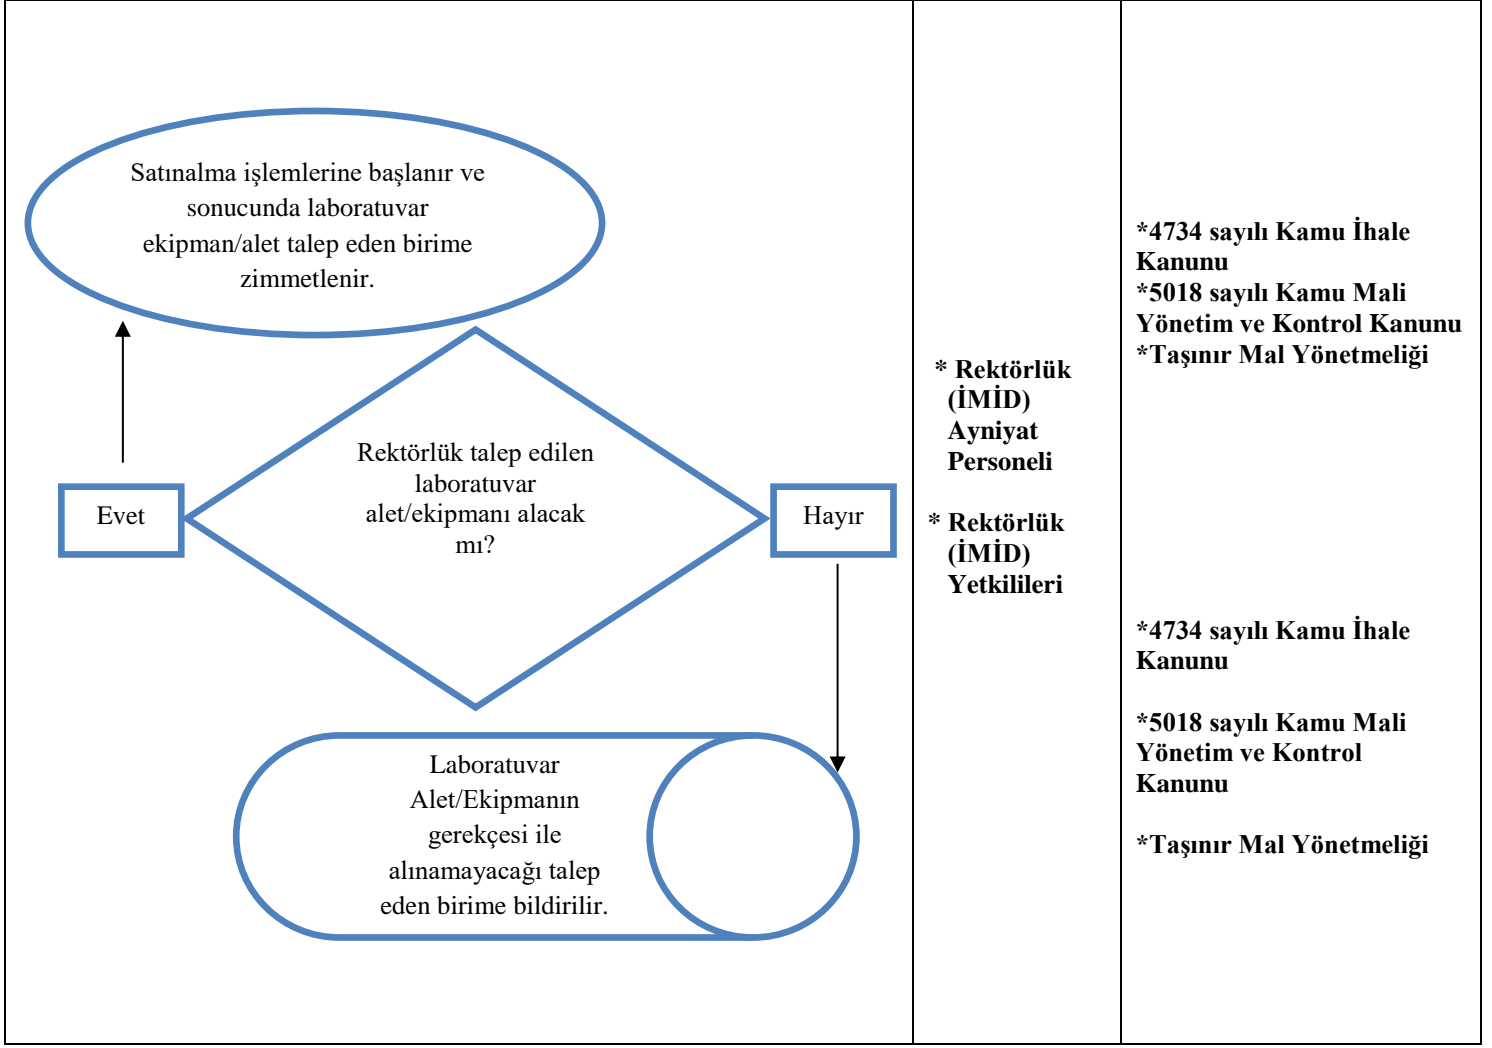 Satınalma işlemlerine başlanır ve
sonucunda laboratuvar
ekipman/alet talep eden birime
zimmetlenir.
Rektörlük talep edilen
laboratuvar
alet/ekipmanı alacak
mı?
Evet
Hayır
Laboratuvar
Alet/Ekipmanın
gerekçesi ile
alınamayacağı talep
eden birime bildirilir.
* Rektörlük
(İMİD)
Ayniyat
Personeli
* Rektörlük
(İMİD)
Yetkilileri
*4734 sayılı Kamu İhale
Kanunu
*5018 sayılı Kamu Mali
Yönetim ve Kontrol Kanunu
*Taşınır Mal Yönetmeliği
*4734 sayılı Kamu İhale
Kanunu
*5018 sayılı Kamu Mali
Yönetim ve Kontrol
Kanunu
*Taşınır Mal Yönetmeliği